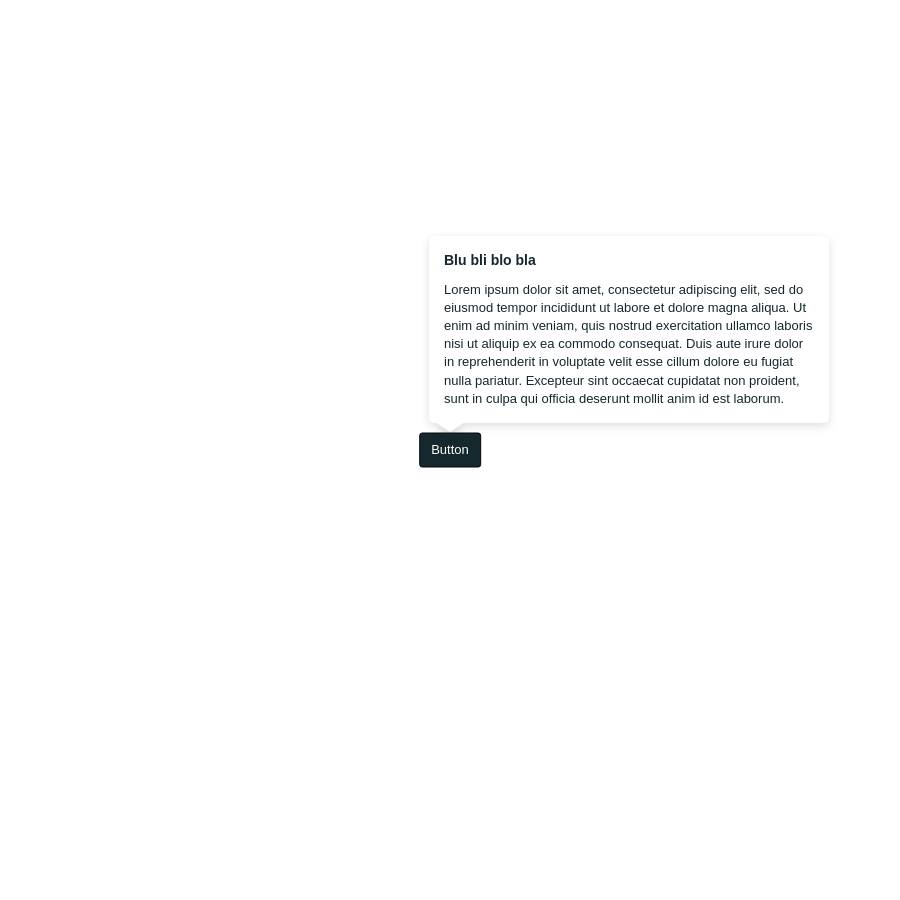 Blu bli blo bla
Lorem ipsum dolor sit amet, consectetur adipiscing elit, sed do
eiusmod tempor incididunt ut labore et dolore magna aliqua. Ut
enim ad minim veniam, quis nostrud exercitation ullamco laboris
nisi ut aliquip ex ea commodo consequat. Duis aute irure dolor
in reprehenderit in voluptate velit esse cillum dolore eu fugiat
nulla pariatur. Excepteur sint occaecat cupidatat non proident,
sunt in culpa qui officia deserunt mollit anim id est laborum.
Button